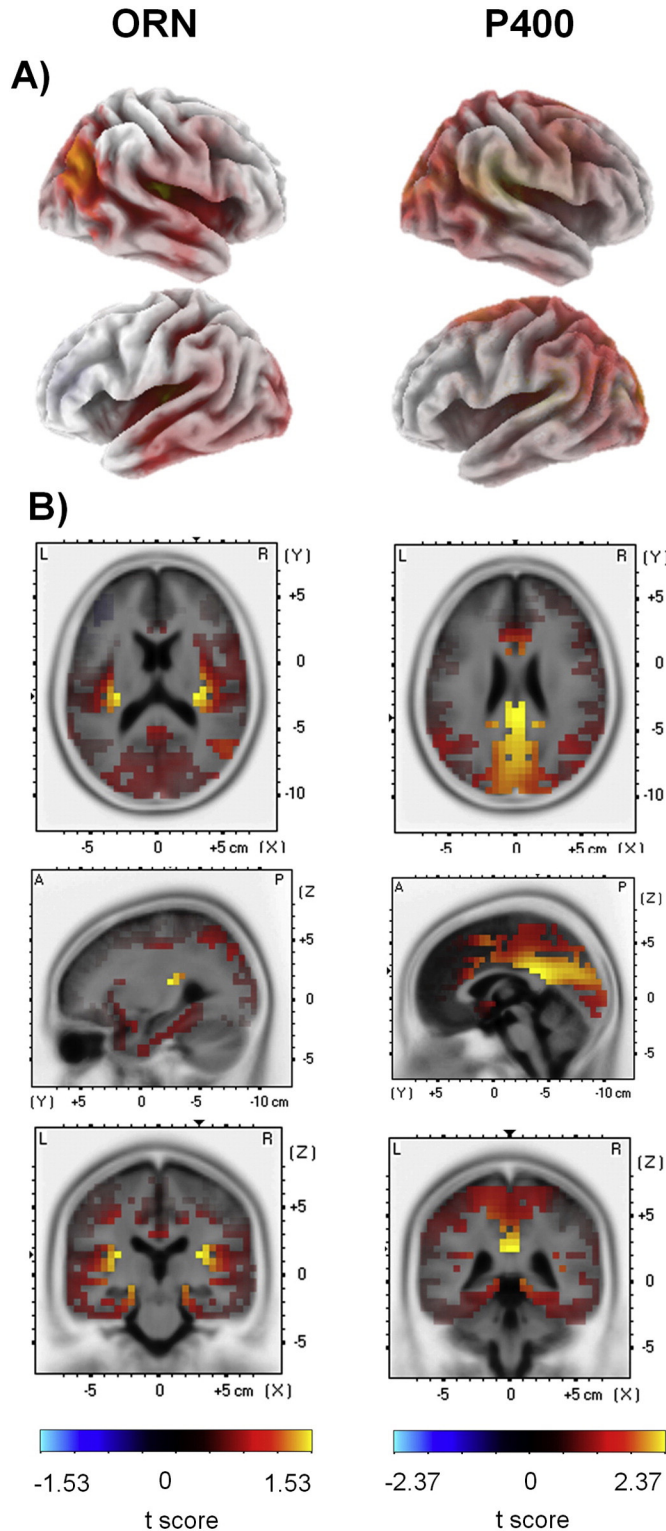 ORN P400
A)
B)
L R (Y) L R (Y)
+5 +5
0 0
-5 -5
-10 -10
-5 0 +5 cm (X) -5 0 +5 cm (X)
A P (Z A P (Z)
+5 +5
0 0
-5 -5
(Y) +5 0 -5 -10 cm (Y) +5 0 -5 -10 cm
L R (Z) L R (Z)
+5 +5
0 0
-5 -5
-5 0 +5 cm (X) -5 0 +5 cm (X)
-1.53 0 1.53 -2.37 0 2.37
t score t score